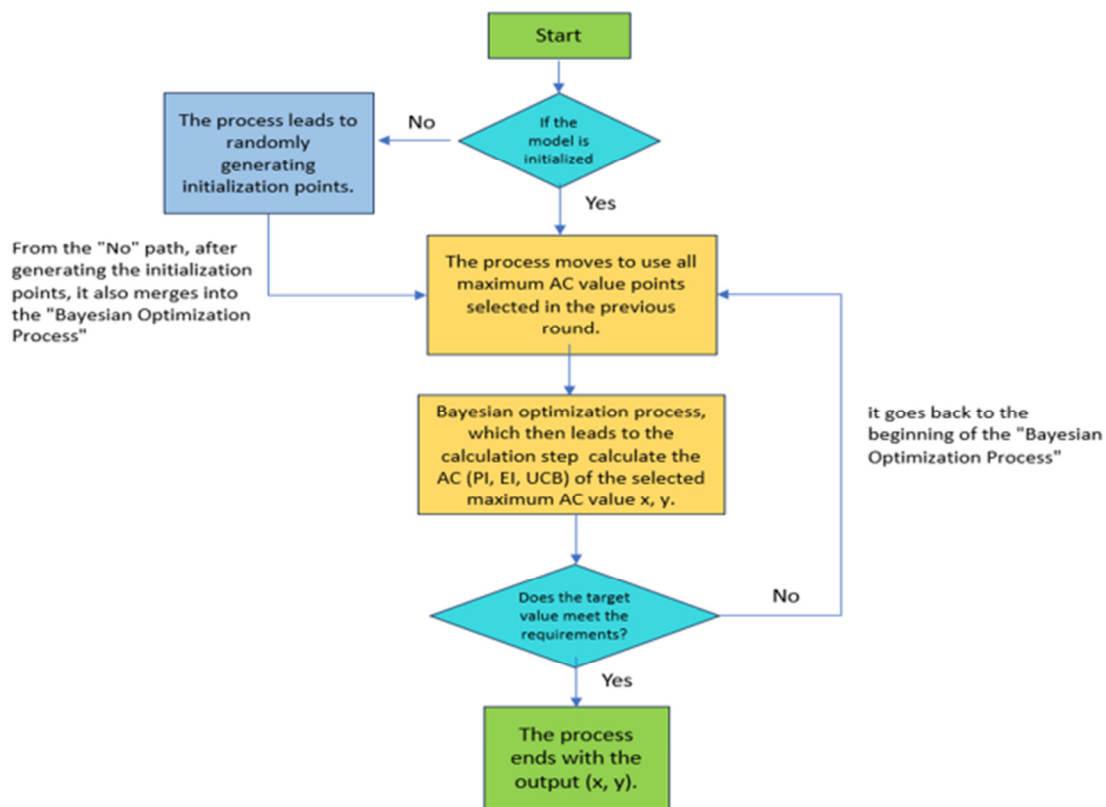 Start
If the
model is
initialized
No
The process leads to
randomly
generating
initialization points.
Yes
From the "No" path, after
generating the initialization
points, it also merges into
the "Bayesian Optimization
Process"
The process moves to use all
maximum AC value points
selected in the previous
round.
Bayesian optimization process,
which then leads to the
calculation step calculate the
AC (PI, EI, UCB) of the selected
maximum AC value x, y.
it goes back to the
beginning of the "Bayesian
Optimization Process"
Does the target
value meet the
requirements?
No
Yes
The process
ends with the
output (x, y).